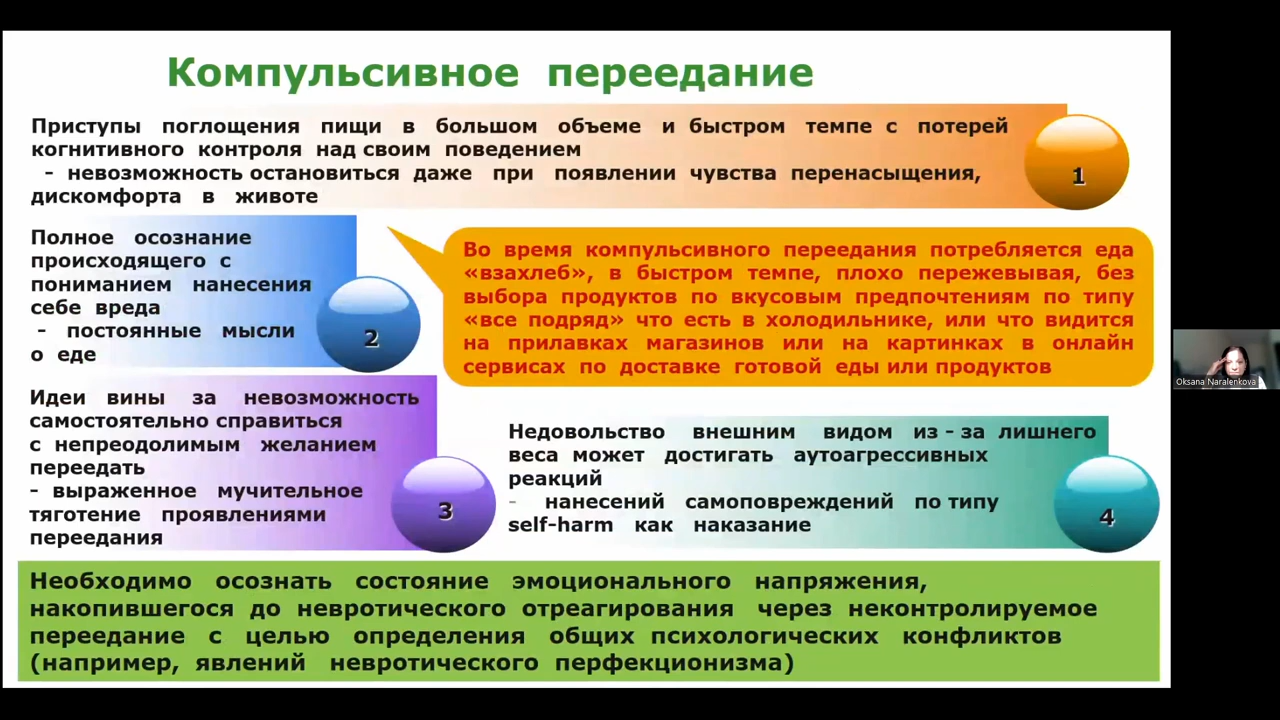 Компульсивное переедание
Приступы поглощения пищи в большом объеме и быстром темпе с потерей
когнитивного контроля над своим поведением
- невозможность остановиться даже при появлении чувства перенасыщения,
дискомфорта в животе
1
Полное осознание
происходящего с
пониманием нанесения
себе вреда
- постоянные мысли
о еде
2
Во время компульсивного переедания потребляется еда
«взахлеб», в быстром темпе, плохо пережевывая, без
выбора продуктов по вкусовым предпочтениям по типу
«все подряд» что есть в холодильнике, или что видится
на прилавках магазинов или на картинках в онлайн
сервисах по доставке готовой еды или продуктов
Идеи вины за невозможность
самостоятельно справиться
с непреодолимым желанием
переедать
- выраженное мучительное
тяготение проявлениями
переедания
3
Недовольство внешним видом из - за лишнего
веса может достигать аутоагрессивных
реакций
- нанесений самоповреждений по типу
self-harm как наказание
4
Необходимо осознать состояние эмоционального напряжения,
накопившегося до невротического отреагирования через неконтролируемое
переедание с целью определения общих психологических конфликтов
(например, явлений невротического перфекционизма)
Oksana Naralenkova